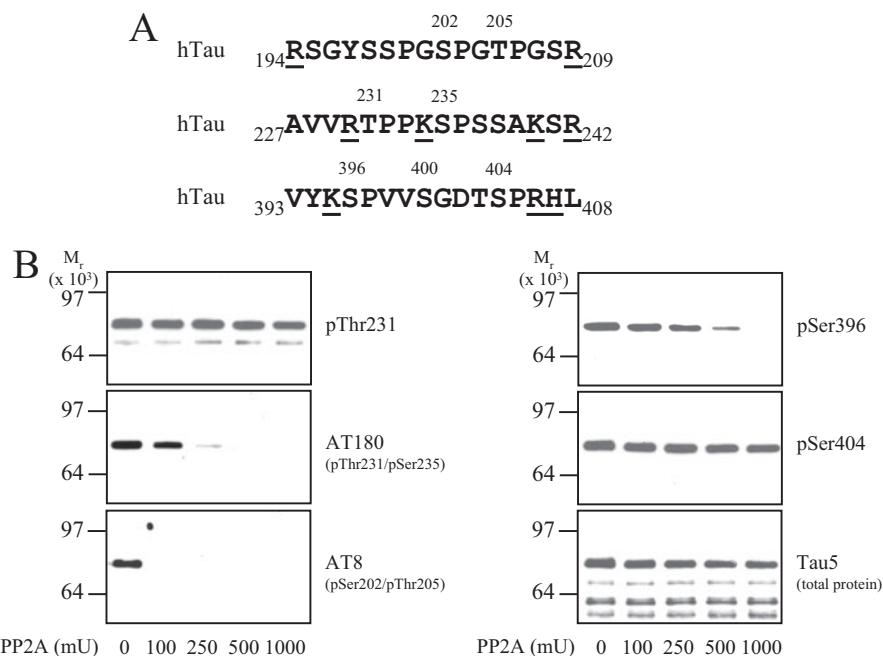 A
202 205
hTau 194RSGYSSPGSPGTPGSR209
231 235
hTau 227AVVRTPPKSPSSAKSR242
396 400 404
hTau 393VYKSPVVSGDTSPRHL408
B
Mr
(x 10³)
97
64
pThr231
97
64
AT180
(pThr231/pSer235)
97
64
AT8
(pSer202/pThr205)
PP2A (mU) 0 100 250 500 1000
Mr
(x 10³)
97
64
pSer396
97
64
pSer404
97
64
Tau5
(total protein)
PP2A (mU) 0 100 250 500 1000